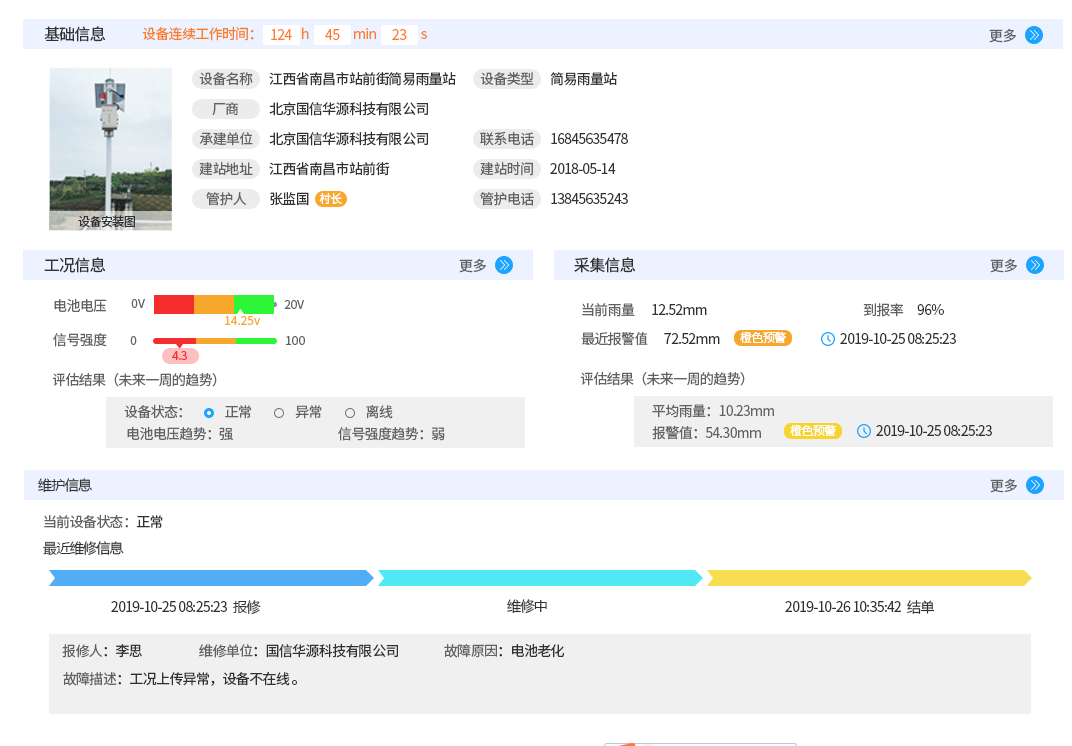 基础信息 设备连续工作时间： 124 h 45 min 23 s 更多
设备名称 江西省南昌市站前街简易雨量站 设备类型 简易雨量站
厂商 北京国信华源科技有限公司
承建单位 北京国信华源科技有限公司 联系电话 16845635478
建站地址 江西省南昌市站前街 建站时间 2018-05-14
管护人 张监国 村长 管护电话 13845635243
设备安装图
工况信息 更多
电池电压 0V 20V
14.25v
信号强度 0 100
4.3
评估结果（未来一周的趋势）
设备状态： 正常 异常 离线
电池电压趋势：强 信号强度趋势：弱
采集信息 更多
当前雨量 12.52mm 到报率 96%
最近报警值 72.52mm 橙色预警 2019-10-25 08:25:23
评估结果（未来一周的趋势）
平均雨量：10.23mm
报警值：54.30mm 橙色预警 2019-10-25 08:25:23
维护信息 更多
当前设备状态：正常
最近维修信息
2019-10-25 08:25:23 报修 维修中 2019-10-26 10:35:42 结单
报修人：李思 维修单位：国信华源科技有限公司 故障原因：电池老化
故障描述：工况上传异常，设备不在线。